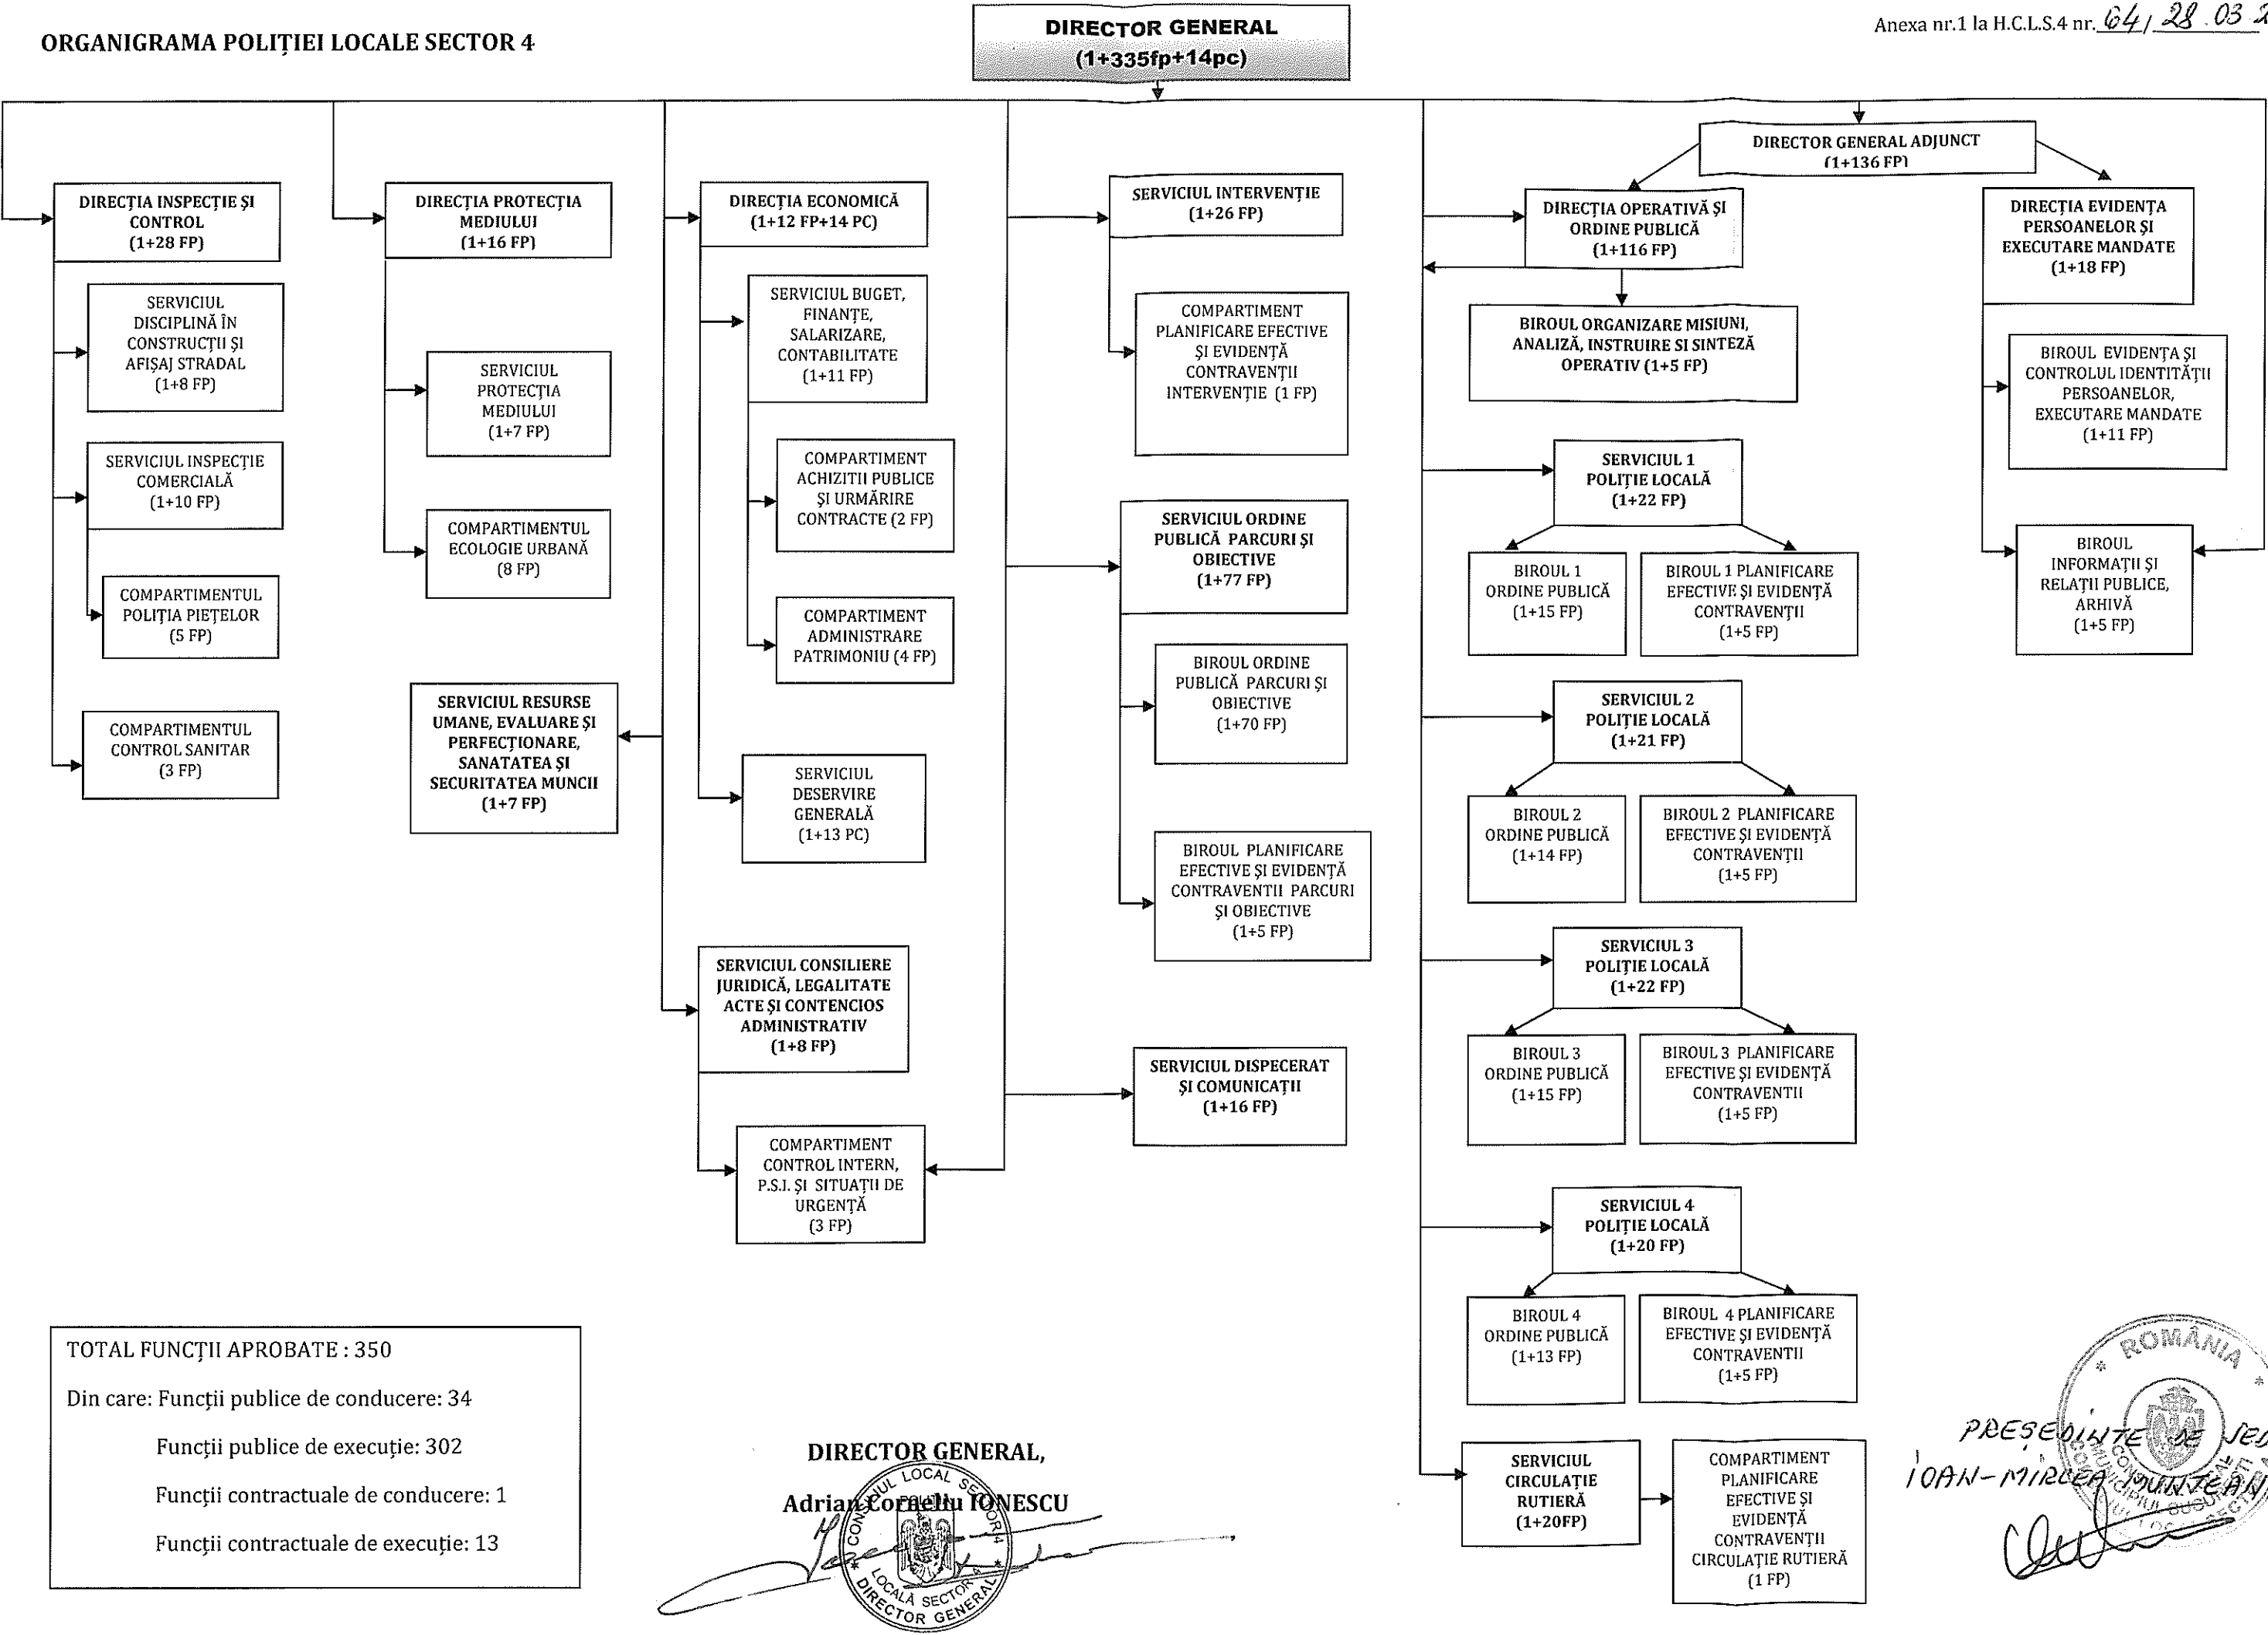 ORGANIGRAMA POLIȚIEI LOCALE SECTOR 4
DIRECTOR GENERAL
(1+335fp+14pc)
Anexa nr.1 la H.C.L.S.4 nr. 64/ 28.03
DIRECȚIA INSPECȚIE ȘI
CONTROL
(1+28 FP)
SERVICIUL
DISCIPLINĂ ÎN
CONSTRUCȚII ȘI
AFIȘAJ STRADAL
(1+8 FP)
SERVICIUL INSPECȚIE
COMERCIALĂ
(1+10 FP)
COMPARTIMENTUL
POLIȚIA PIEȚELOR
(5 FP)
COMPARTIMENTUL
CONTROL SANITAR
(3 FP)
DIRECȚIA PROTECȚIA
MEDIULUI
(1+16 FP)
SERVICIUL
PROTECȚIA
MEDIULUI
(1+7 FP)
COMPARTIMENTUL
ECOLOGIE URBANĂ
(8 FP)
SERVICIUL RESURSE
UMANE, EVALUARE ȘI
PERFECȚIONARE,
SANATATEA ȘI
SECURITATEA MUNCII
(1+7 FP)
DIRECȚIA ECONOMICĂ
(1+12 FP+14 PC)
SERVICIUL BUGET,
FINANȚE,
SALARIZARE,
CONTABILITATE
(1+11 FP)
COMPARTIMENT
ACHIZITII PUBLICE
ȘI URMĂRIRE
CONTRACTE (2 FP)
COMPARTIMENT
ADMINISTRARE
PATRIMONIU (4 FP)
SERVICIUL
DESERVIRE
GENERALĂ
(1+13 PC)
SERVICIUL CONSILIERE
JURIDICĂ, LEGALITATE
ACTE ȘI CONTENCIOS
ADMINISTRATIV
(1+8 FP)
COMPARTIMENT
CONTROL INTERN,
P.S.I. ȘI SITUAȚII DE
URGENȚĂ
(3 FP)
SERVICIUL INTERVENȚIE
(1+26 FP)
COMPARTIMENT
PLANIFICARE EFECTIVE
ȘI EVIDENȚĂ
CONTRAVENȚII
INTERVENȚIE (1 FP)
SERVICIUL ORDINE
PUBLICĂ PARCURI ȘI
OBIECTIVE
(1+77 FP)
BIROUL ORDINE
PUBLICĂ PARCURI ȘI
OBIECTIVE
(1+70 FP)
BIROUL PLANIFICARE
EFECTIVE ȘI EVIDENȚĂ
CONTRAVENTII PARCURI
ȘI OBIECTIVE
(1+5 FP)
SERVICIUL DISPECERAT
ȘI COMUNICAȚII
(1+16 FP)
DIRECTOR GENERAL ADJUNCT
(1+136 FP)
DIRECȚIA OPERATIVĂ ȘI
ORDINE PUBLICĂ
(1+116 FP)
BIROUL ORGANIZARE MISIUNI,
ANALIZĂ, INSTRUIRE SI SINTEZĂ
OPERATIV (1+5 FP)
SERVICIUL 1
POLIȚIE LOCALĂ
(1+22 FP)
BIROUL 1
ORDINE PUBLICĂ
(1+15 FP)
BIROUL 1 PLANIFICARE
EFECTIVE ȘI EVIDENȚĂ
CONTRAVENȚII
(1+5 FP)
SERVICIUL 2
POLIȚIE LOCALĂ
(1+21 FP)
BIROUL 2
ORDINE PUBLICĂ
(1+14 FP)
BIROUL 2 PLANIFICARE
EFECTIVE ȘI EVIDENȚĂ
CONTRAVENȚII
(1+5 FP)
SERVICIUL 3
POLIȚIE LOCALĂ
(1+22 FP)
BIROUL 3
ORDINE PUBLICĂ
(1+15 FP)
BIROUL 3 PLANIFICARE
EFECTIVE ȘI EVIDENȚĂ
CONTRAVENTII
(1+5 FP)
SERVICIUL 4
POLIȚIE LOCALĂ
(1+20 FP)
BIROUL 4
ORDINE PUBLICĂ
(1+13 FP)
BIROUL 4 PLANIFICARE
EFECTIVE ȘI EVIDENȚĂ
CONTRAVENTII
(1+5 FP)
SERVICIUL
CIRCULAȚIE
RUTIERĂ
(1+20FP)
COMPARTIMENT
PLANIFICARE
EFECTIVE ȘI
EVIDENȚĂ
CONTRAVENȚII
CIRCULAȚIE RUTIERĂ
(1 FP)
DIRECȚIA EVIDENȚA
PERSOANELOR ȘI
EXECUTARE MANDATE
(1+18 FP)
BIROUL EVIDENȚA ȘI
CONTROLUL IDENTITĂȚII
PERSOANELOR,
EXECUTARE MANDATE
(1+11 FP)
BIROUL
INFORMAȚII ȘI
RELAȚII PUBLICE,
ARHIVĂ
(1+5 FP)
TOTAL FUNCȚII APROBATE : 350
Din care: Funcții publice de conducere: 34
Funcții publice de execuție: 302
Funcții contractuale de conducere: 1
Funcții contractuale de execuție: 13
DIRECTOR GENERAL,
Adrian Corneliu IONESCU
CONSILIUL LOCAL SECTOR 4
POLIȚIA
LOCALĂ SECTOR 4
DIRECTOR GENERAL
ROMÂNIA
PREȘEDINTE DE
IOAN-MIRCEA MUNTEAN